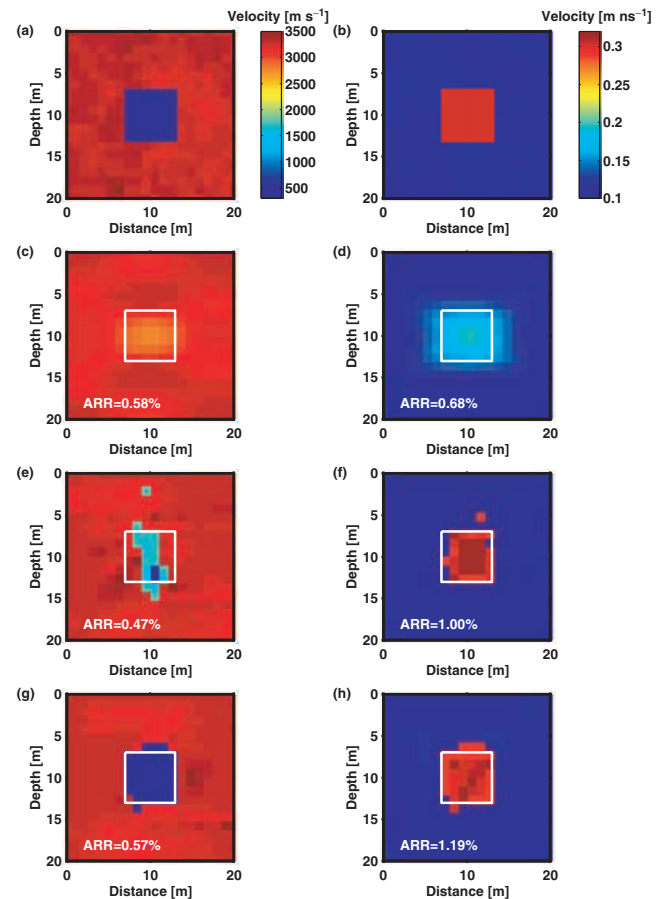 Velocity [m s⁻¹]
Velocity [m ns⁻¹]
(a)
0
5
10
15
20
Depth [m]
0 10 20
Distance [m]
3500
3000
2500
2000
1500
1000
500
(b)
0
5
10
15
20
Depth [m]
0 10 20
Distance [m]
0.3
0.25
0.2
0.15
0.1
(c)
0
5
10
15
20
Depth [m]
ARR=0.58%
0 10 20
Distance [m]
(d)
0
5
10
15
20
Depth [m]
ARR=0.68%
0 10 20
Distance [m]
(e)
0
5
10
15
20
Depth [m]
ARR=0.47%
0 10 20
Distance [m]
(f)
0
5
10
15
20
Depth [m]
ARR=1.00%
0 10 20
Distance [m]
(g)
0
5
10
15
20
Depth [m]
ARR=0.57%
0 10 20
Distance [m]
(h)
0
5
10
15
20
Depth [m]
ARR=1.19%
0 10 20
Distance [m]